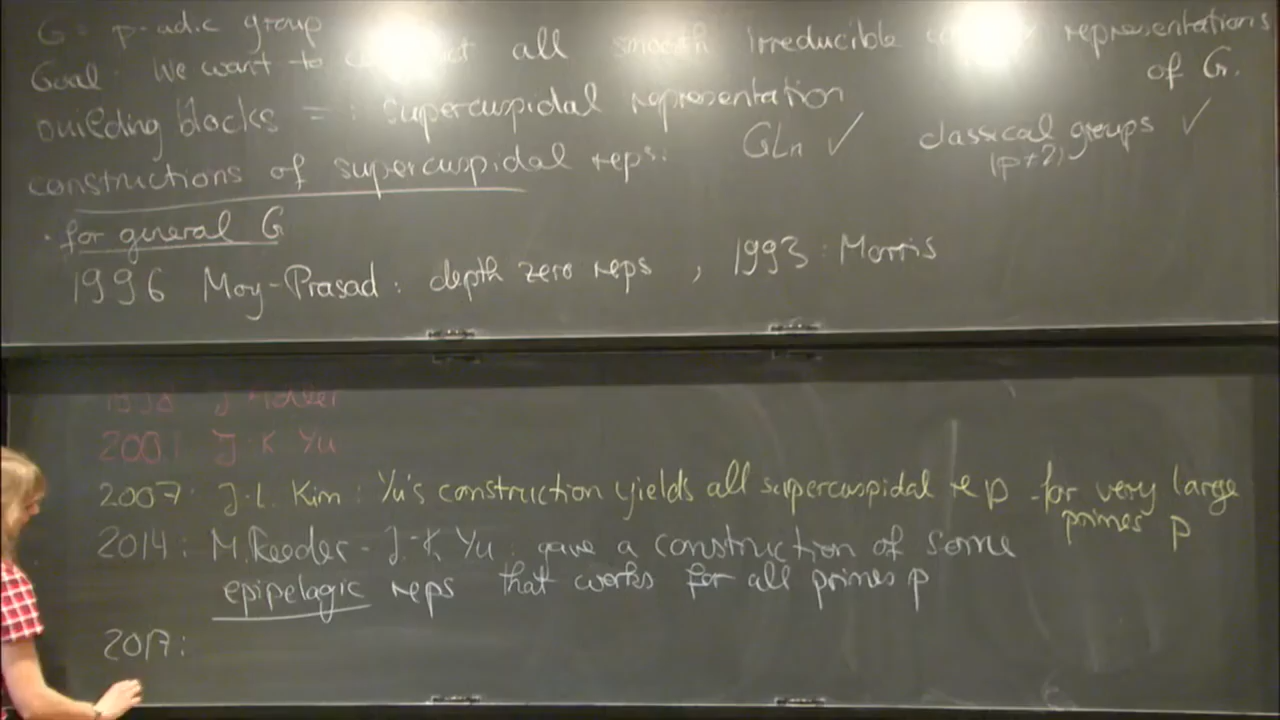 G = p-adic group
Goal: We want to all smooth irreducible representations
of G.
building blocks =: supercuspidal representation
constructions of supercuspidal reps: GLn ✓ classical groups ✓
(p≠2)
· for general G
1996 Moy-Prasad: depth zero reps , 1993: Morris
1998 J Adler
2001 J-K Yu
2007: J-L. Kim: Yu's construction yields all supercuspidal rep for very large
primes p
2014: M. Reeder - J-K Yu: gave a construction of some
epipelagic reps that works for all primes p
2017: